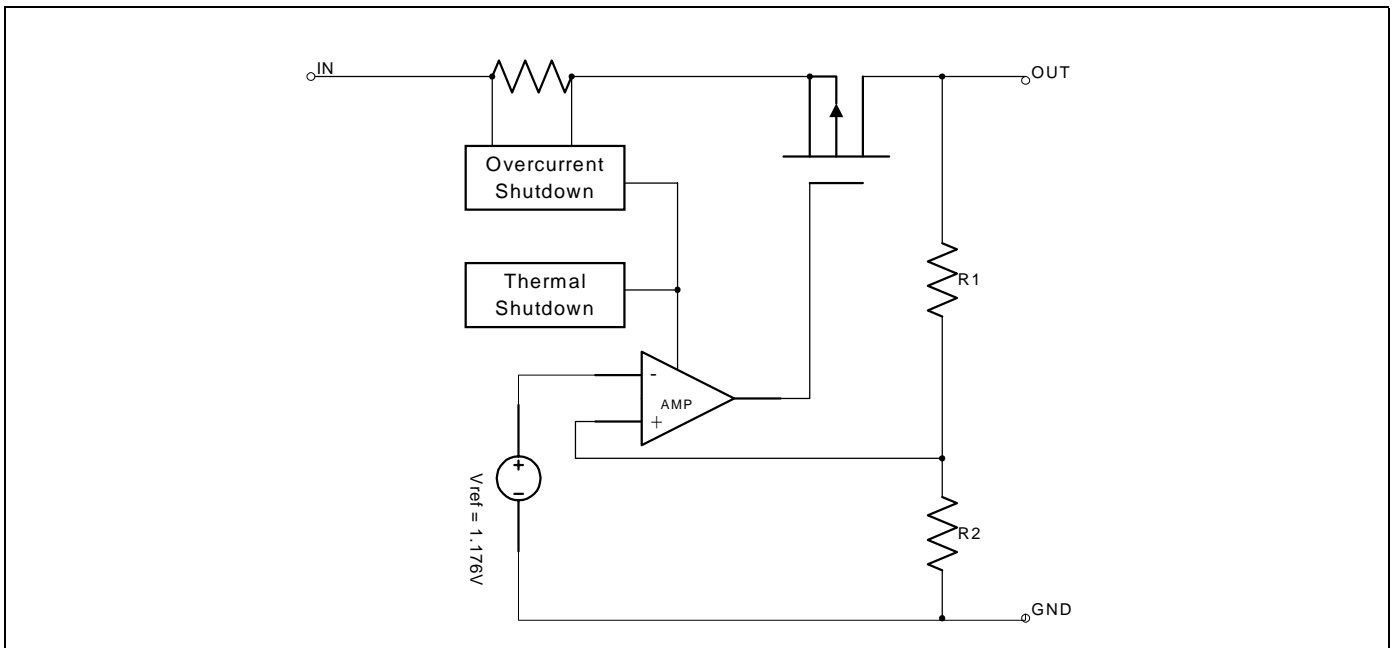 IN
OUT
Overcurrent
Shutdown
Thermal
Shutdown
R1
-
AMP
+
+
-
Vref = 1.176V
R2
GND